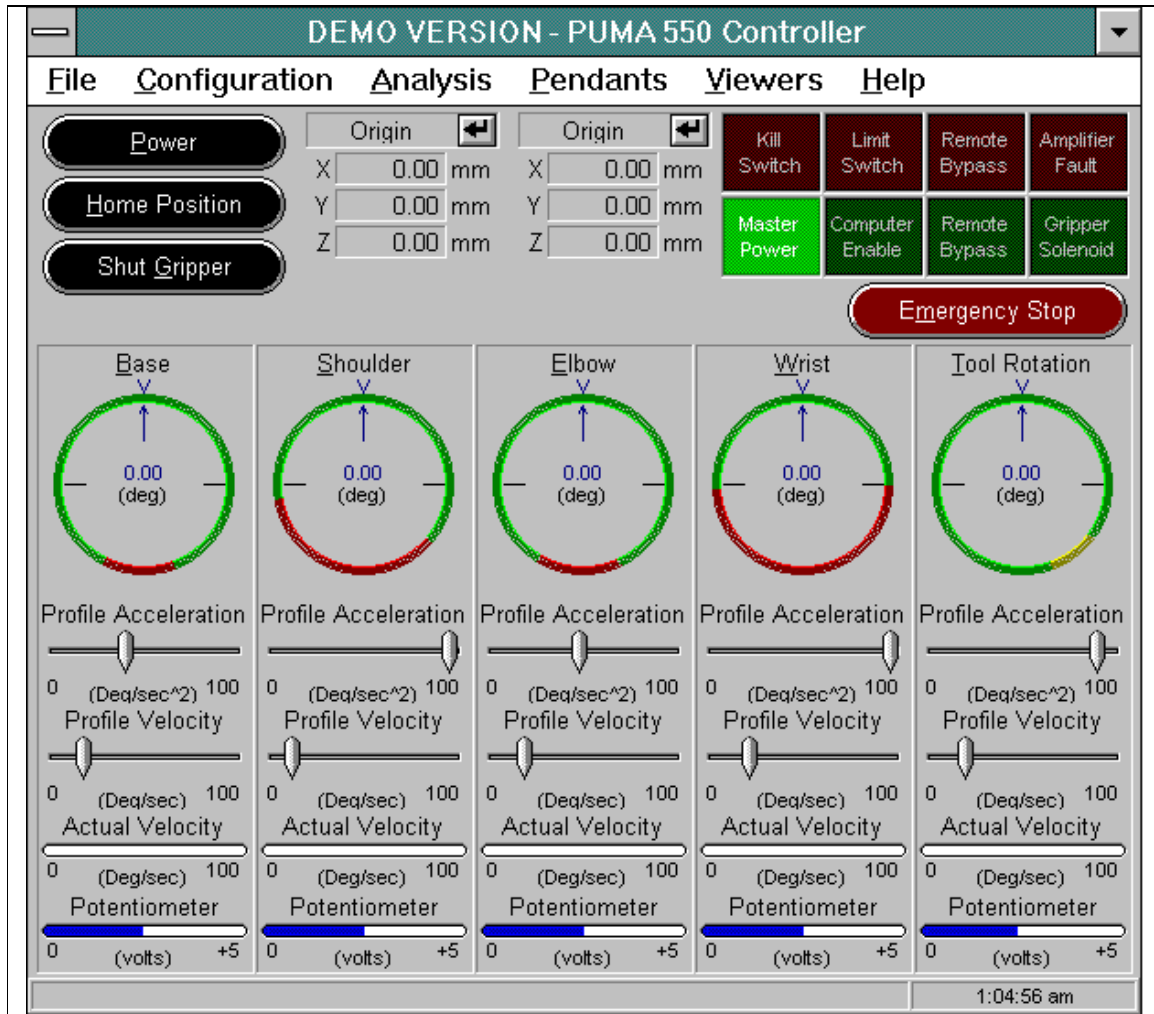 DEMO VERSION - PUMA 550 Controller
File Configuration Analysis Pendants Viewers Help
Power
Home Position
Shut Gripper
Origin
X 0.00 mm
Y 0.00 mm
Z 0.00 mm
Origin
X 0.00 mm
Y 0.00 mm
Z 0.00 mm
Kill Switch
Limit Switch
Remote Bypass
Amplifier Fault
Master Power
Computer Enable
Remote Bypass
Gripper Solenoid
Emergency Stop
Base
0.00
(deg)
Profile Acceleration
0 (Deg/sec^2) 100
Profile Velocity
0 (Deg/sec) 100
Actual Velocity
0 (Deg/sec) 100
Potentiometer
0 (volts) +5
Shoulder
0.00
(deg)
Profile Acceleration
0 (Deg/sec^2) 100
Profile Velocity
0 (Deg/sec) 100
Actual Velocity
0 (Deg/sec) 100
Potentiometer
0 (volts) +5
Elbow
0.00
(deg)
Profile Acceleration
0 (Deg/sec^2) 100
Profile Velocity
0 (Deg/sec) 100
Actual Velocity
0 (Deg/sec) 100
Potentiometer
0 (volts) +5
Wrist
0.00
(deg)
Profile Acceleration
0 (Deg/sec^2) 100
Profile Velocity
0 (Deg/sec) 100
Actual Velocity
0 (Deg/sec) 100
Potentiometer
0 (volts) +5
Tool Rotation
0.00
(deg)
Profile Acceleration
0 (Deg/sec^2) 100
Profile Velocity
0 (Deg/sec) 100
Actual Velocity
0 (Deg/sec) 100
Potentiometer
0 (volts) +5
1:04:56 am